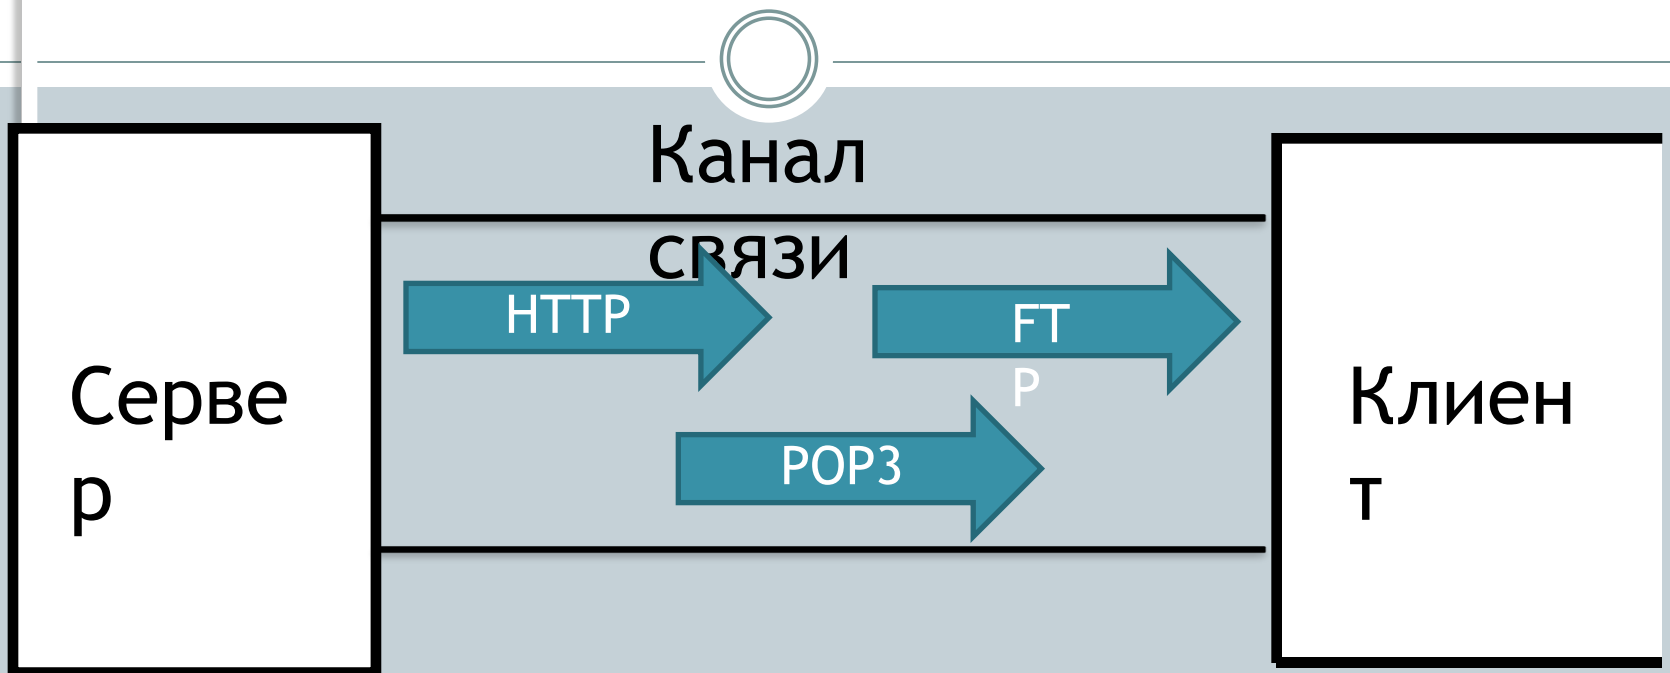 Канал
связи
HTTP
FT
P
POP3
Серве
р
Клиен
т